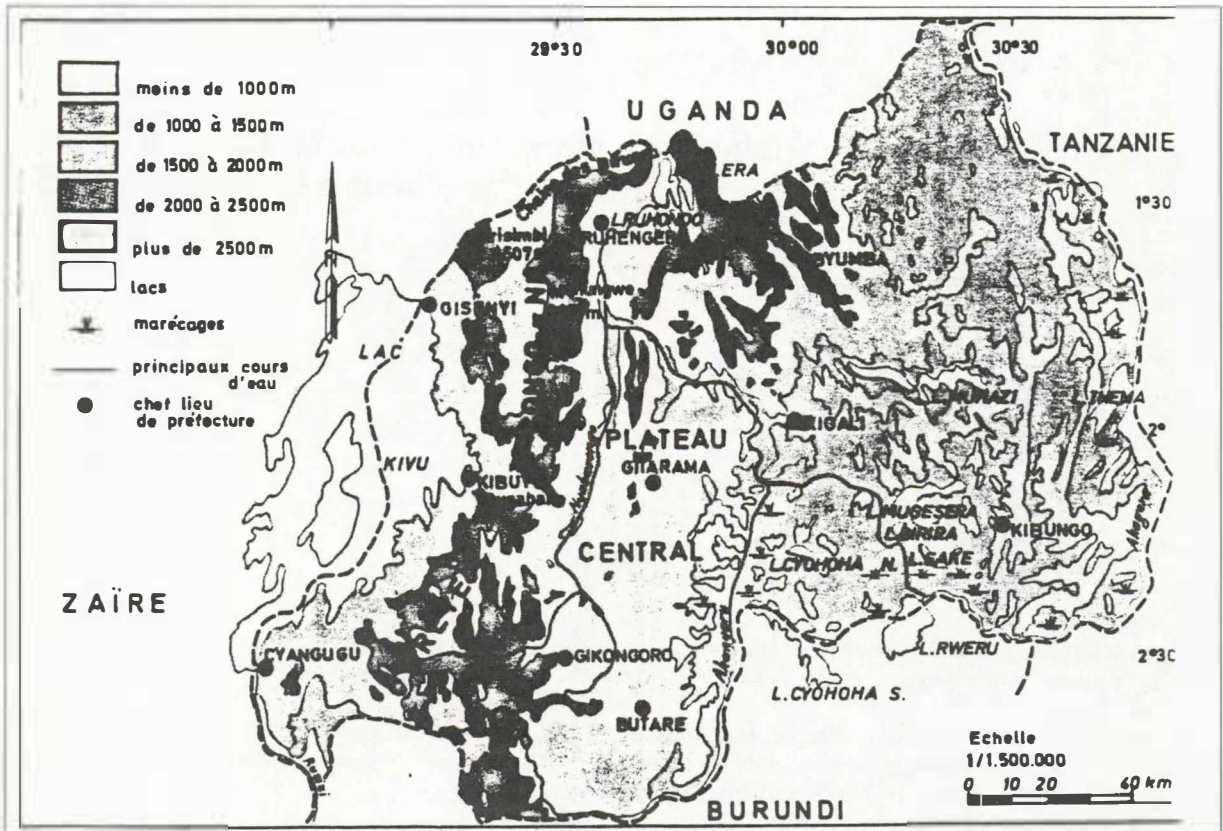 29°30
30°00
30°30
moins de 1000m
de 1000 à 1500m
de 1500 à 2000m
de 2000 à 2500m
plus de 2500m
lacs
marécages
principaux cours
d'eau
chef lieu
de préfecture
UGANDA
TANZANIE
1°30
L.RUHONDO
BYUMBA
GISENYI
LAC
KIVU
L.MUHAZI
L.IHEMA
KIGALI
2°
PLATEAU
GITARAMA
L.MUGESERA
L.BIRIRA
KIBUNGO
CENTRAL
L.CYOHOHA N.
L.SAKE
ZAÏRE
CYANGUGU
GIKONGORO
L.RWERU
2°30
L.CYOHOHA S.
BUTARE
Echelle
1/1.500.000
0 10 20 60 km
BURUNDI